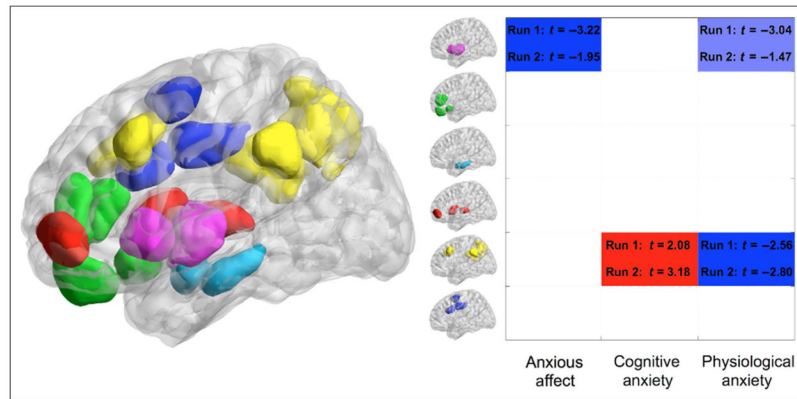 Run 1: t = −3.22
Run 2: t = −1.95
Run 1: t = −3.04
Run 2: t = −1.47
Run 1: t = 2.08
Run 2: t = 3.18
Run 1: t = −2.56
Run 2: t = −2.80
Anxious
affect
Cognitive
anxiety
Physiological
anxiety